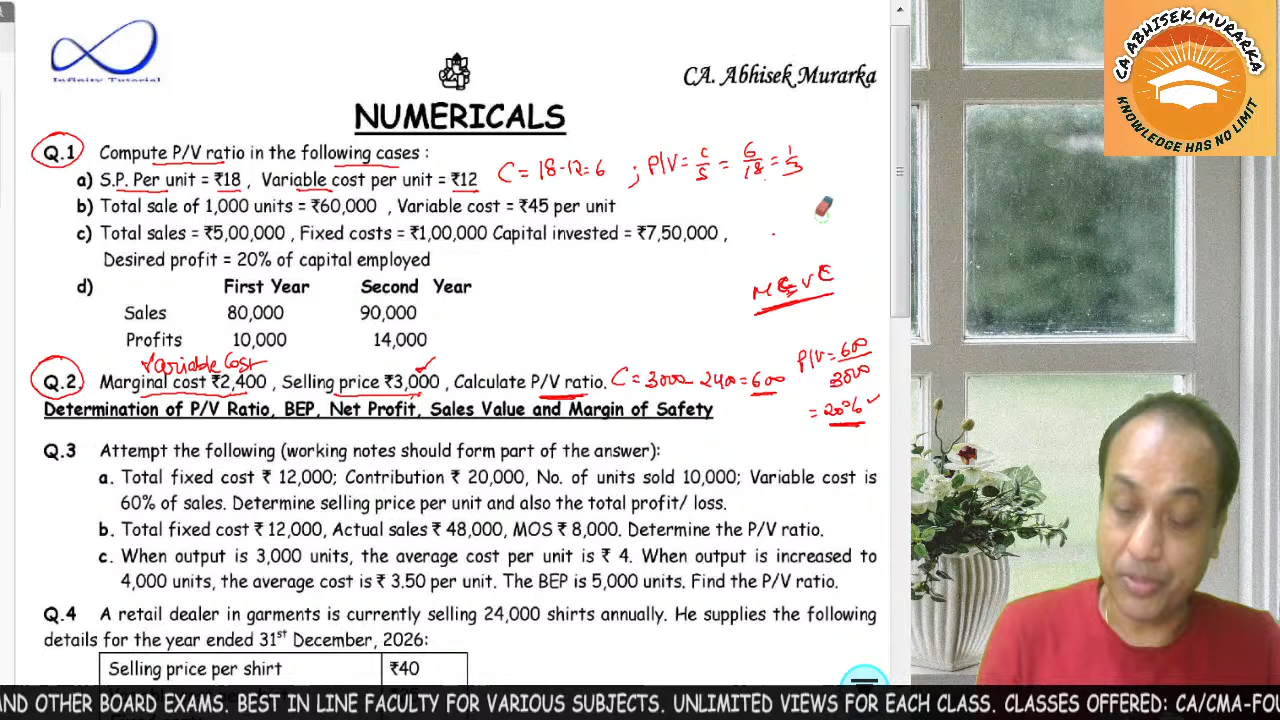 Infinity Tutorial
CA. Abhisek Murarka
CA ABHISEK MURARKA
KNOWLEDGE HAS NO LIMIT
NUMERICALS
Q.1 Compute P/V ratio in the following cases :
a) S.P. Per unit = ₹18 , Variable cost per unit = ₹12 C = 18-12=6 ; P/V = C/S = 6/18 = 1/3
b) Total sale of 1,000 units = ₹60,000 , Variable cost = ₹45 per unit
c) Total sales = ₹5,00,000 , Fixed costs = ₹1,00,000 Capital invested = ₹7,50,000 ,
Desired profit = 20% of capital employed
d) First Year Second Year
Sales 80,000 90,000
Profits 10,000 14,000
Variable Cost
Q.2. Marginal cost ₹2,400 , Selling price ₹3,000 , Calculate P/V ratio. C = 3000 - 2400 = 600
P/V = 600
3000
= 20%
Determination of P/V Ratio, BEP, Net Profit, Sales Value and Margin of Safety
Q.3 Attempt the following (working notes should form part of the answer):
a. Total fixed cost ₹ 12,000; Contribution ₹ 20,000, No. of units sold 10,000; Variable cost is
60% of sales. Determine selling price per unit and also the total profit/ loss.
b. Total fixed cost ₹ 12,000, Actual sales ₹ 48,000, MOS ₹ 8,000. Determine the P/V ratio.
c. When output is 3,000 units, the average cost per unit is ₹ 4. When output is increased to
4,000 units, the average cost is ₹ 3.50 per unit. The BEP is 5,000 units. Find the P/V ratio.
Q.4 A retail dealer in garments is currently selling 24,000 shirts annually. He supplies the following
details for the year ended 31st December, 2026:
Selling price per shirt ₹40
AND OTHER BOARD EXAMS. BEST IN LINE FACULTY FOR VARIOUS SUBJECTS. UNLIMITED VIEWS FOR EACH CLASS. CLASSES OFFERED: CA/CMA-FOU